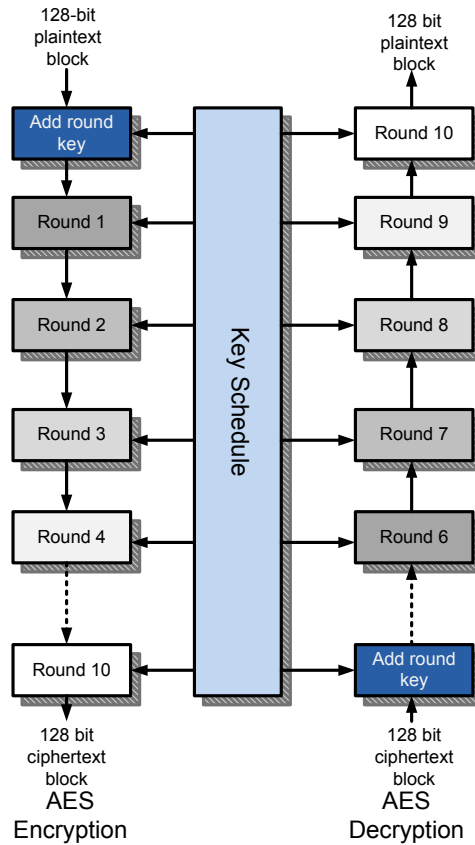 128-bit
plaintext
block
Add round
key
Round 1
Round 2
Round 3
Round 4
Round 10
128 bit
ciphertext
block
AES
Encryption
Key Schedule
128 bit
plaintext
block
Round 10
Round 9
Round 8
Round 7
Round 6
Add round
key
128 bit
ciphertext
block
AES
Decryption